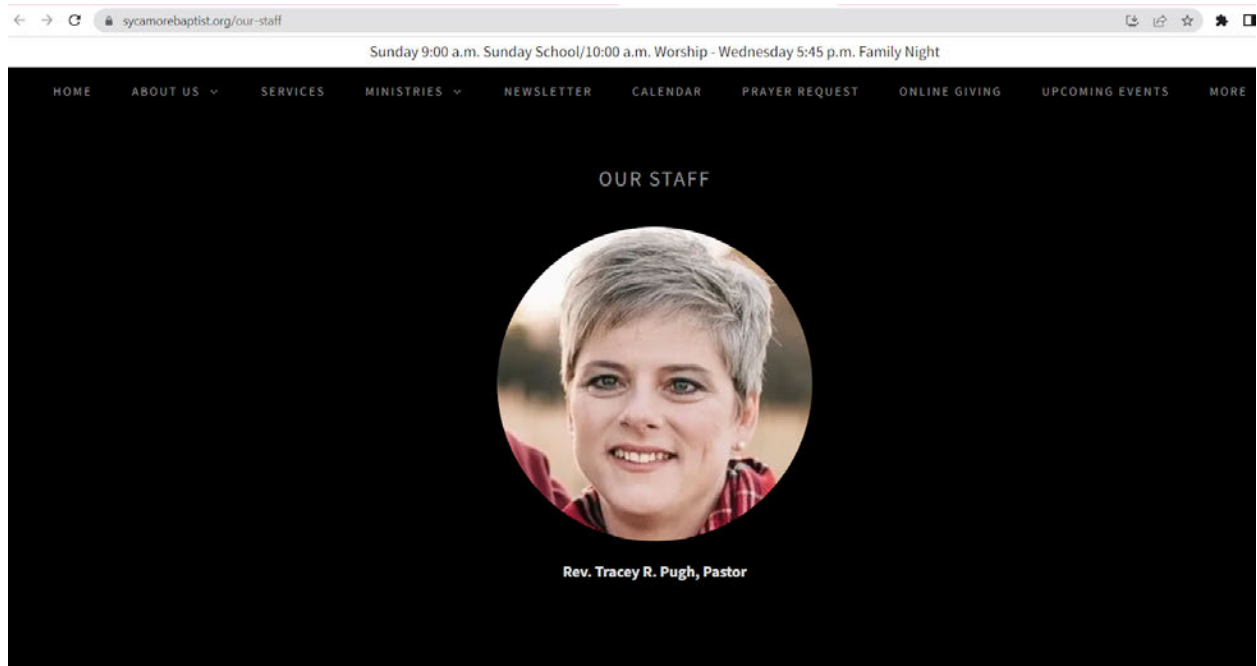 sycamorebaptist.org/our-staff
Sunday 9:00 a.m. Sunday School/10:00 a.m. Worship - Wednesday 5:45 p.m. Family Night
HOME ABOUT US SERVICES MINISTRIES NEWSLETTER CALENDAR PRAYER REQUEST ONLINE GIVING UPCOMING EVENTS MORE
OUR STAFF
Rev. Tracey R. Pugh, Pastor